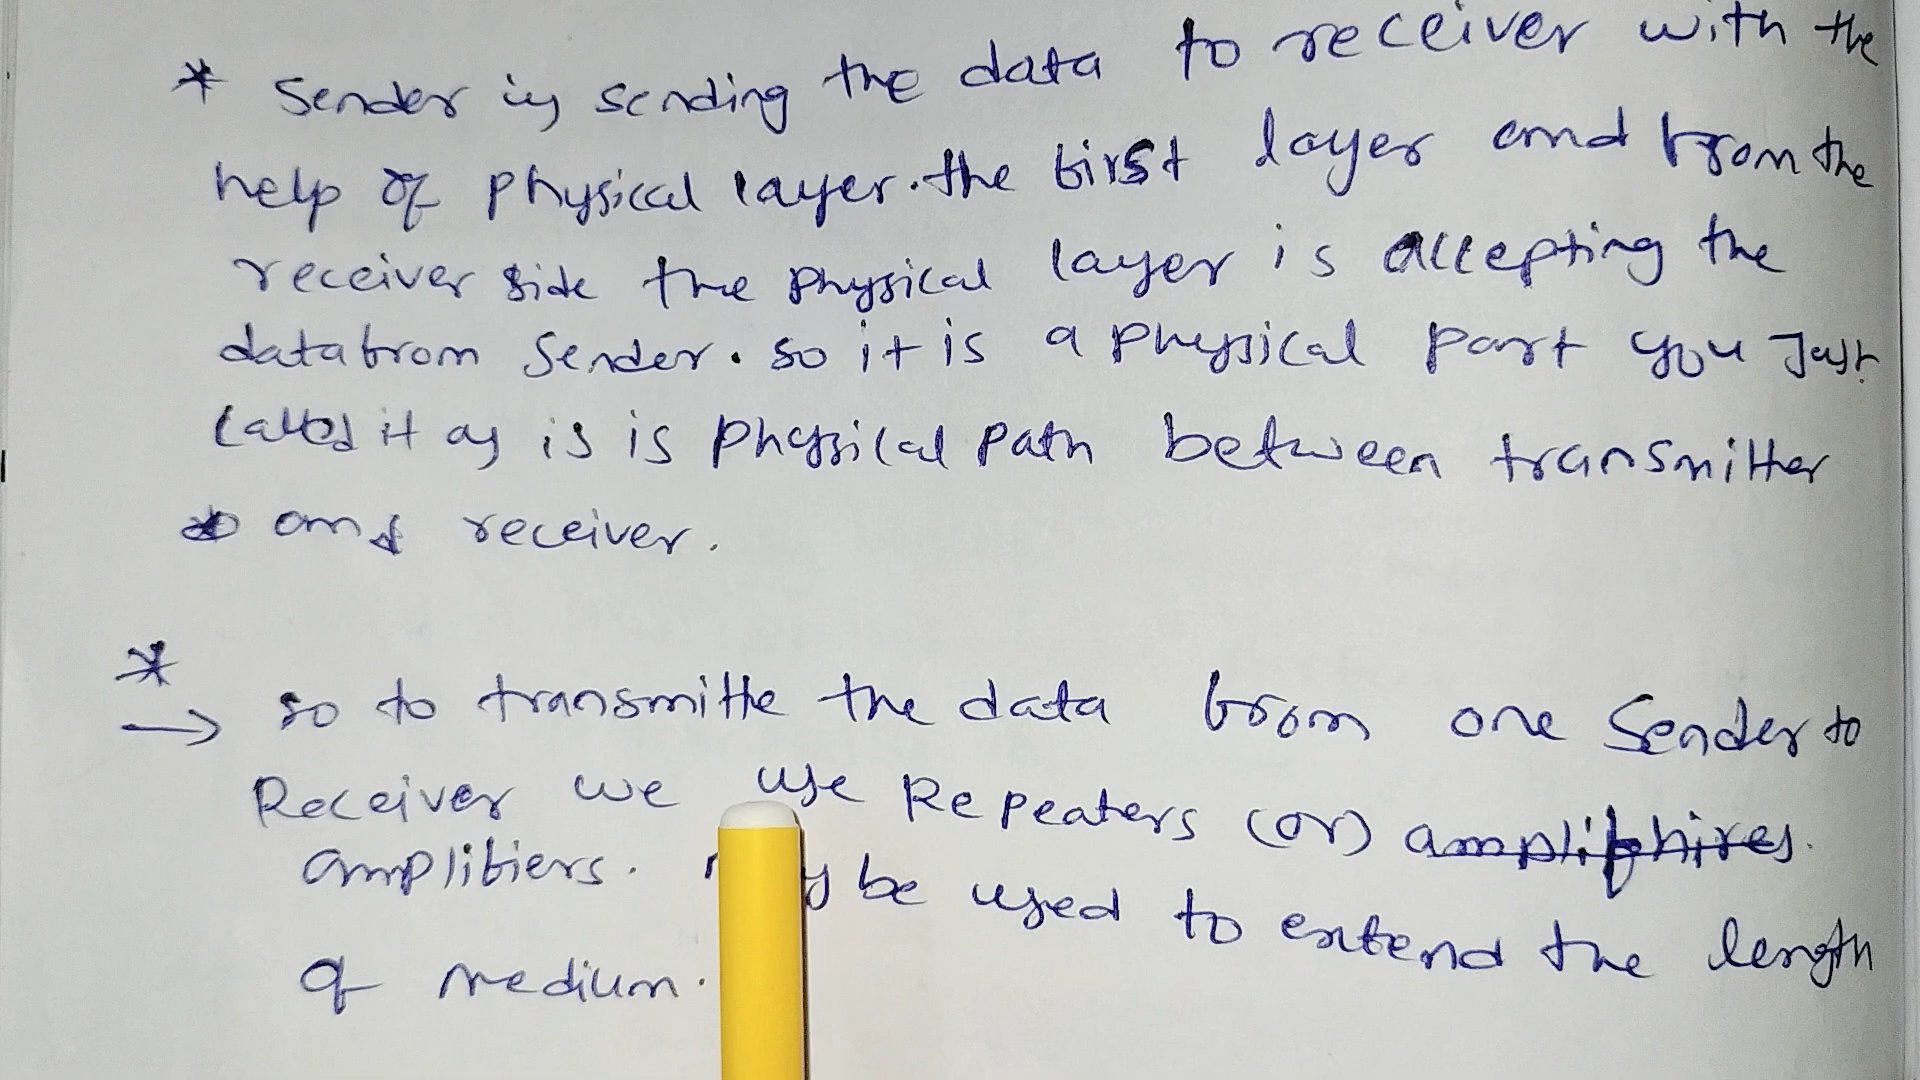 * Sender is sending the data to receiver with the
help of physical layer. the first layer and from the
receiver side the physical layer is accepting the
data from Sender. so it is a physical part you Just
called it as is is physical path between transmitter
and receiver.
*
→ so to transmitte the data from one Sender to
Receiver we use Repeaters (or) amplifhires.
amplifiers. be used to extend the length
of medium.